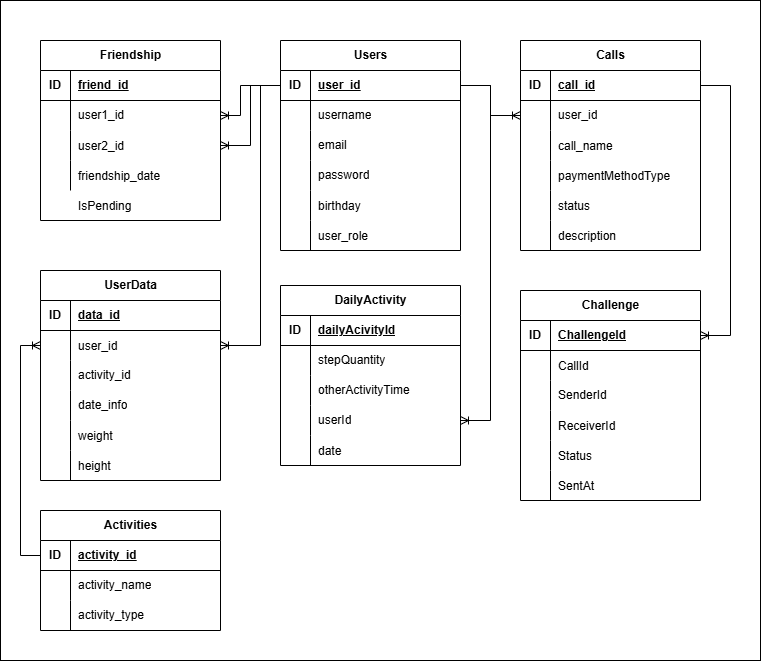 Friendship
ID friend_id
user1_id
user2_id
friendship_date
IsPending
Users
ID user_id
username
email
password
birthday
user_role
Calls
ID call_id
user_id
call_name
paymentMethodType
status
description
UserData
ID data_id
user_id
activity_id
date_info
weight
height
DailyActivity
ID dailyAcivityId
stepQuantity
otherActivityTime
userId
date
Challenge
ID ChallengeId
CallId
SenderId
ReceiverId
Status
SentAt
Activities
ID activity_id
activity_name
activity_type